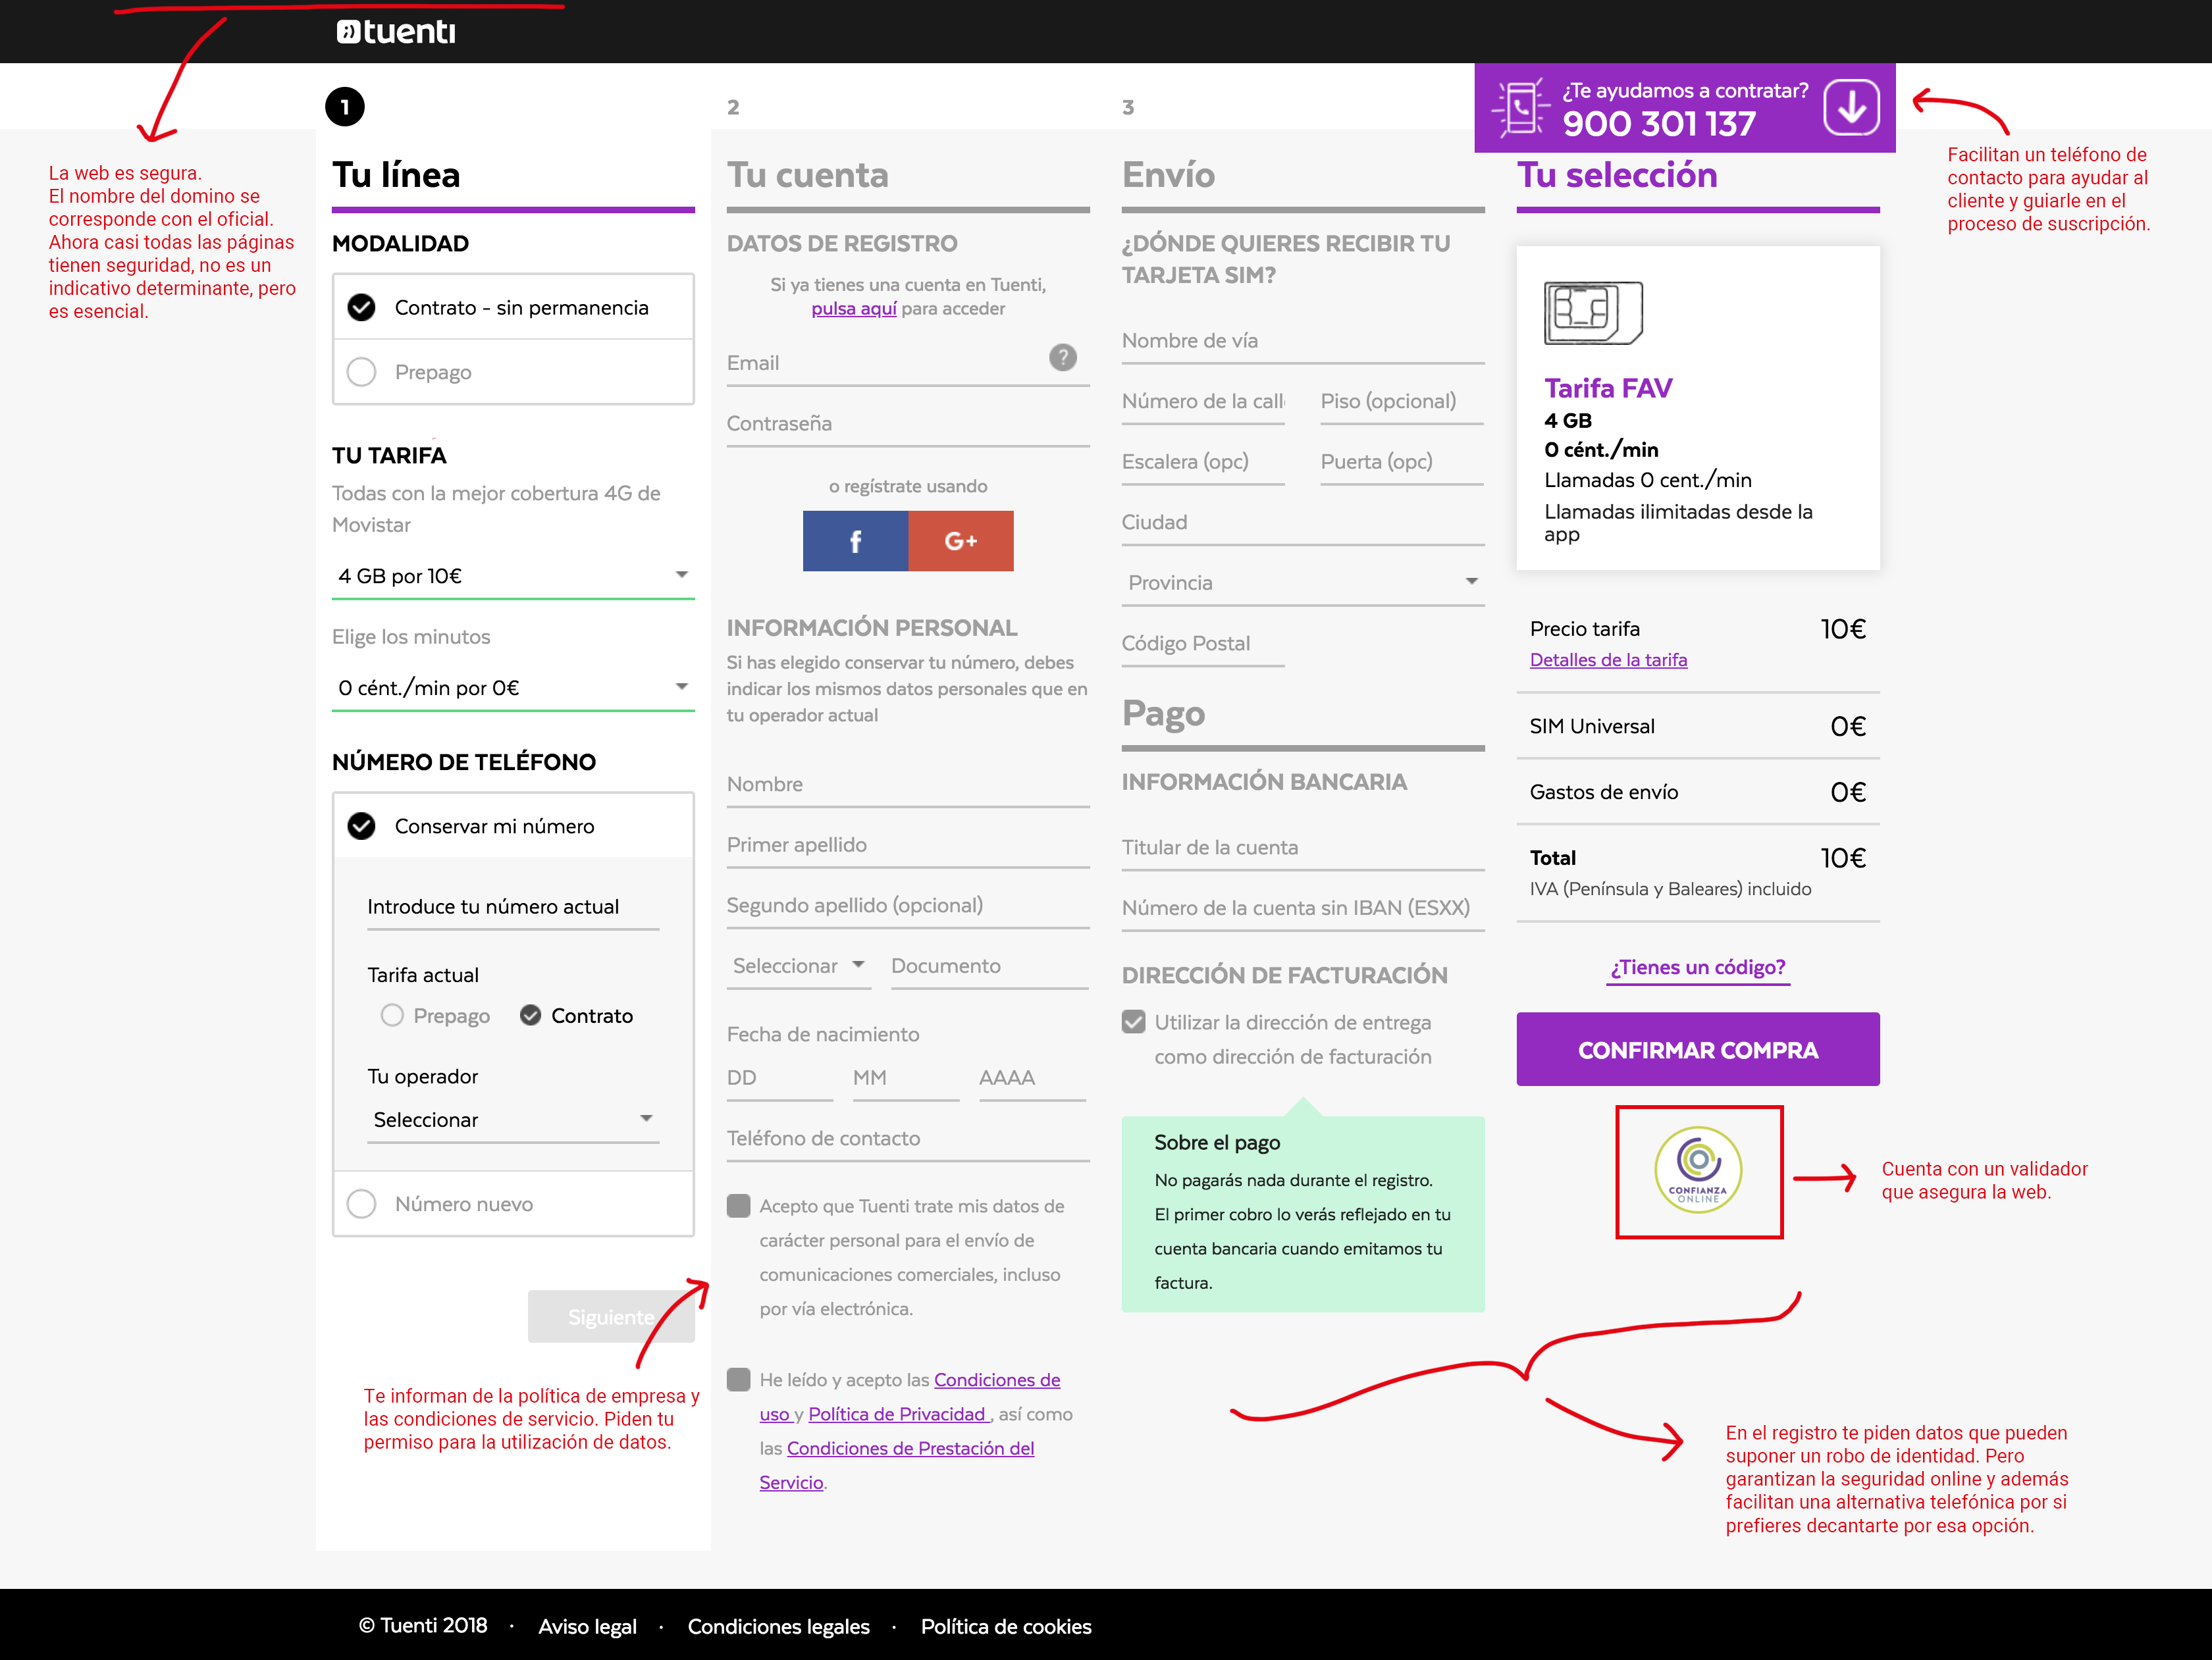 tuenti
¿Te ayudamos a contratar?
900 301 137
Facilitan un teléfono de
contacto para ayudar al
cliente y guiarle en el
proceso de suscripción.
La web es segura.
El nombre del domino se
corresponde con el oficial.
Ahora casi todas las páginas
tienen seguridad, no es un
indicativo determinante, pero
es esencial.
1
Tu línea
MODALIDAD
Contrato - sin permanencia
Prepago
TU TARIFA
Todas con la mejor cobertura 4G de
Movistar
4 GB por 10€
Elige los minutos
0 cént./min por 0€
NÚMERO DE TELÉFONO
Conservar mi número
Introduce tu número actual
Tarifa actual
Prepago
Contrato
Tu operador
Seleccionar
Número nuevo
Siguiente
Te informan de la política de empresa y
las condiciones de servicio. Piden tu
permiso para la utilización de datos.
2
Tu cuenta
DATOS DE REGISTRO
Si ya tienes una cuenta en Tuenti,
pulsa aquí para acceder
Email
?
Contraseña
o regístrate usando
f
G+
INFORMACIÓN PERSONAL
Si has elegido conservar tu número, debes
indicar los mismos datos personales que en
tu operador actual
Nombre
Primer apellido
Segundo apellido (opcional)
Seleccionar
Documento
Fecha de nacimiento
DD
MM
AAAA
Teléfono de contacto
Acepto que Tuenti trate mis datos de
carácter personal para el envío de
comunicaciones comerciales, incluso
por vía electrónica.
He leído y acepto las Condiciones de
uso y Política de Privacidad , así como
las Condiciones de Prestación del
Servicio.
3
Envío
¿DÓNDE QUIERES RECIBIR TU
TARJETA SIM?
Nombre de vía
Número de la call
Piso (opcional)
Escalera (opc)
Puerta (opc)
Ciudad
Provincia
Código Postal
Pago
INFORMACIÓN BANCARIA
Titular de la cuenta
Número de la cuenta sin IBAN (ESXX)
DIRECCIÓN DE FACTURACIÓN
Utilizar la dirección de entrega
como dirección de facturación
Sobre el pago
No pagarás nada durante el registro.
El primer cobro lo verás reflejado en tu
cuenta bancaria cuando emitamos tu
factura.
Tu selección
Tarifa FAV
4 GB
0 cént./min
Llamadas 0 cent./min
Llamadas ilimitadas desde la
app
Precio tarifa
10€
Detalles de la tarifa
SIM Universal
0€
Gastos de envío
0€
Total
10€
IVA (Península y Baleares) incluido
¿Tienes un código?
CONFIRMAR COMPRA
CONFIANZA
ONLINE
Cuenta con un validador
que asegura la web.
En el registro te piden datos que pueden
suponer un robo de identidad. Pero
garantizan la seguridad online y además
facilitan una alternativa telefónica por si
prefieres decantarte por esa opción.
© Tuenti 2018 · Aviso legal · Condiciones legales · Política de cookies